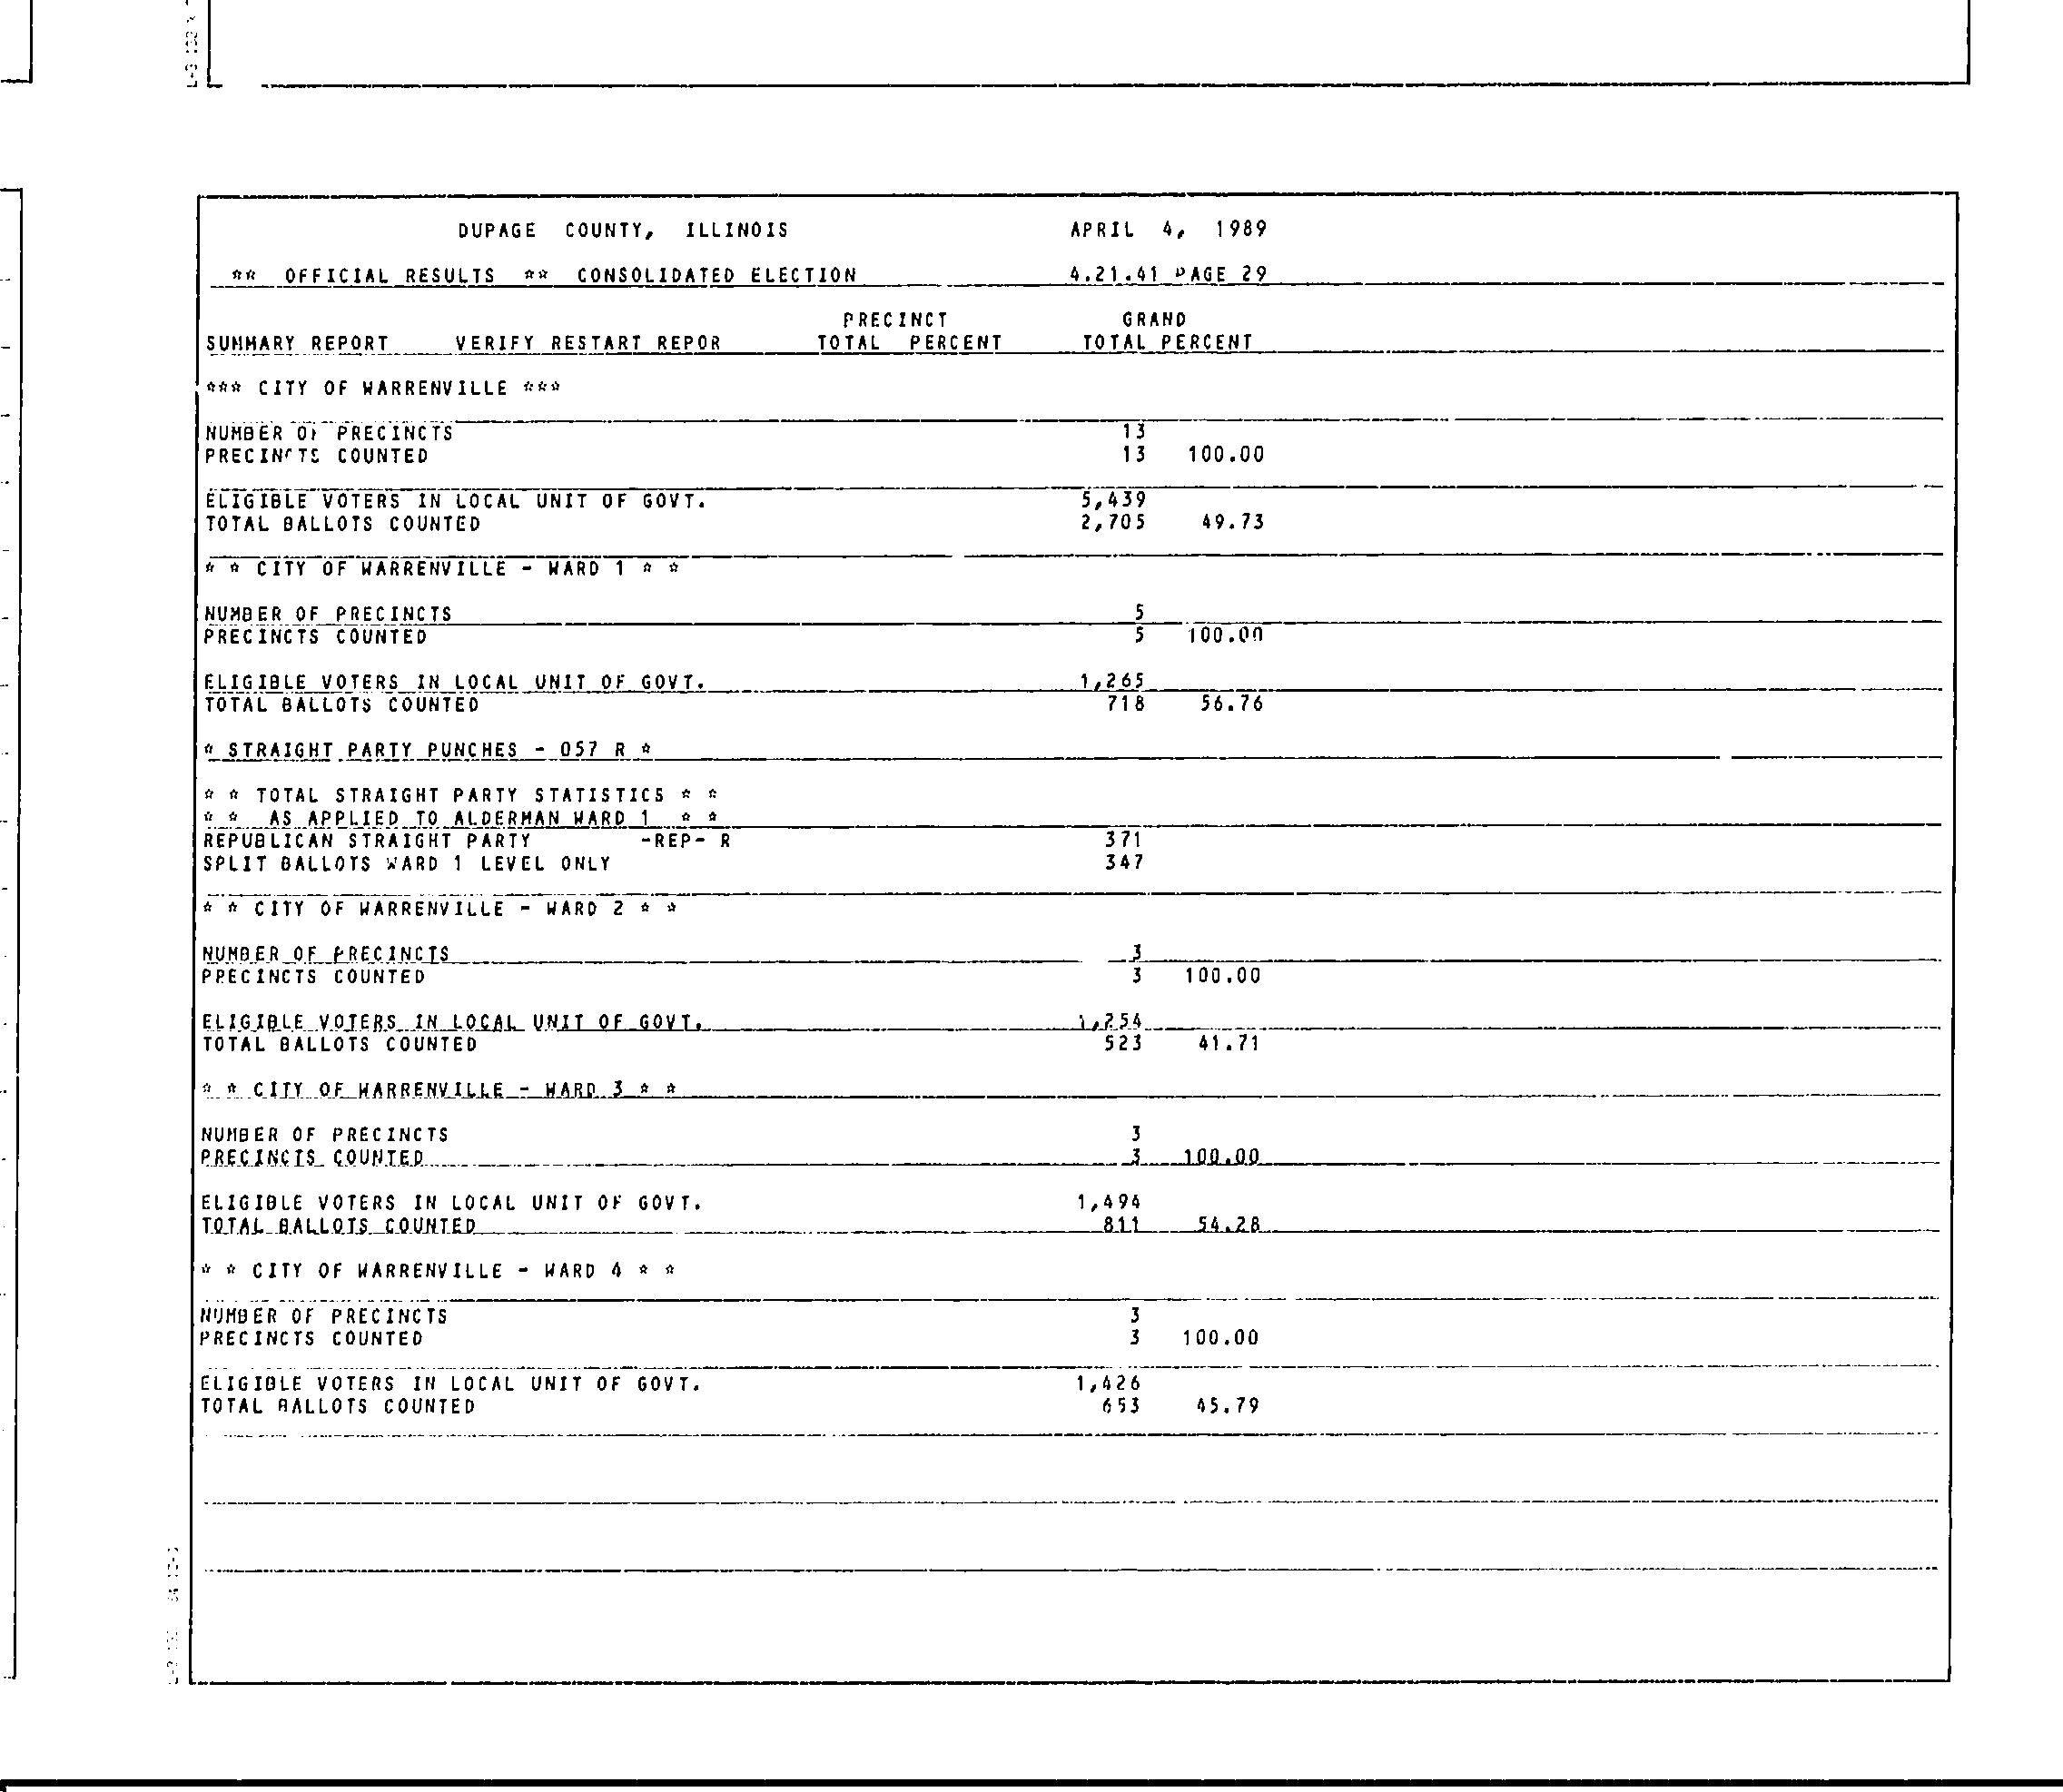 DUPAGE COUNTY, ILLINOIS APRIL 4, 1989
** OFFICIAL RESULTS ** CONSOLIDATED ELECTION 4.21.41 PAGE 29
PRECINCT GRAND
SUMMARY REPORT VERIFY RESTART REPOR TOTAL PERCENT TOTAL PERCENT
*** CITY OF WARRENVILLE ***
NUMBER OF PRECINCTS 13
PRECINCTS COUNTED 13 100.00
ELIGIBLE VOTERS IN LOCAL UNIT OF GOVT. 5,439
TOTAL BALLOTS COUNTED 2,705 49.73
* * CITY OF WARRENVILLE - WARD 1 * *
NUMBER OF PRECINCTS 5
PRECINCTS COUNTED 5 100.00
ELIGIBLE VOTERS IN LOCAL UNIT OF GOVT. 1,265
TOTAL BALLOTS COUNTED 718 56.76
* STRAIGHT PARTY PUNCHES - 057 R *
* * TOTAL STRAIGHT PARTY STATISTICS * *
* * AS APPLIED TO ALDERMAN WARD 1 * *
REPUBLICAN STRAIGHT PARTY -REP- R 371
SPLIT BALLOTS WARD 1 LEVEL ONLY 347
* * CITY OF WARRENVILLE - WARD 2 * *
NUMBER OF PRECINCTS 3
PRECINCTS COUNTED 3 100.00
ELIGIBLE VOTERS IN LOCAL UNIT OF GOVT. 1,254
TOTAL BALLOTS COUNTED 523 41.71
* * CITY OF WARRENVILLE - WARD 3 * *
NUMBER OF PRECINCTS 3
PRECINCTS COUNTED 3 100.00
ELIGIBLE VOTERS IN LOCAL UNIT OF GOVT. 1,494
TOTAL BALLOTS COUNTED 811 54.28
* * CITY OF WARRENVILLE - WARD 4 * *
NUMBER OF PRECINCTS 3
PRECINCTS COUNTED 3 100.00
ELIGIBLE VOTERS IN LOCAL UNIT OF GOVT. 1,426
TOTAL BALLOTS COUNTED 653 45.79